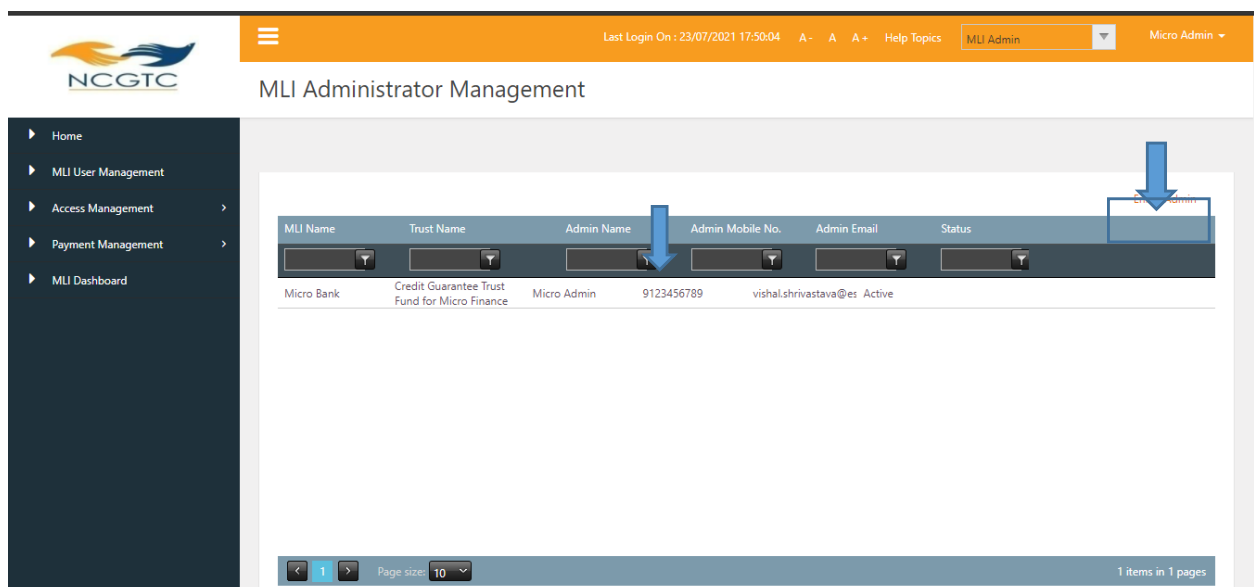 NCGTC
Last Login On : 23/07/2021 17:50:04 A- A A+ Help Topics MLI Admin Micro Admin
MLI Administrator Management
Home
MLI User Management
Access Management
Payment Management
MLI Dashboard
Admin
MLI Name Trust Name Admin Name Admin Mobile No. Admin Email Status
Micro Bank Credit Guarantee Trust Micro Admin 9123456789 vishal.shrivastava@es Active
Fund for Micro Finance
1 Page size: 10 1 items in 1 pages